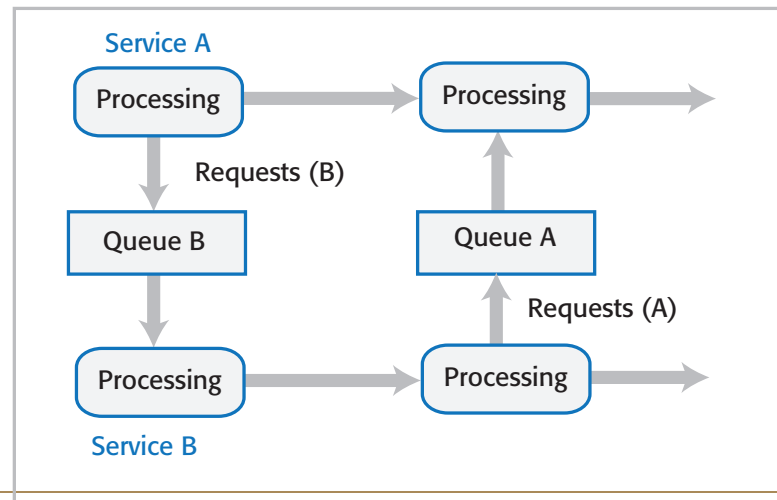 Service A
Processing
Processing
Requests (B)
Queue B
Queue A
Requests (A)
Processing
Processing
Service B